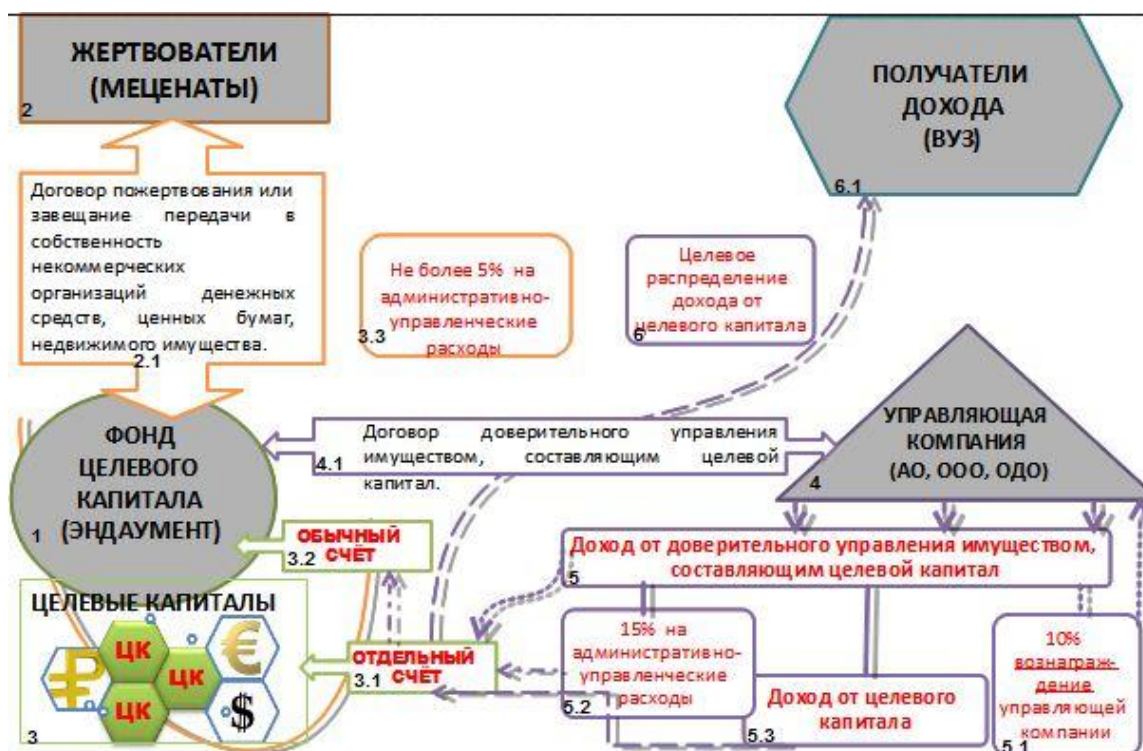 ЖЕРТВОВАТЕЛИ
(МЕЦЕНАТЫ)
2
ПОЛУЧАТЕЛИ
ДОХОДА
(ВУЗ)
6.1
Договор пожертвования или
завещание передачи в
собственность
некоммерческих
организаций денежных
средств, ценных бумаг,
недвижимого имущества.
2.1
Не более 5% на
административно-
управленческие
расходы
3.3
Целевое
распределение
дохода от
целевого капитала
6
ФОНД
ЦЕЛЕВОГО
КАПИТАЛА
(ЭНДАУМЕНТ)
1
Договор доверительного управления
имуществом, составляющим целевой
капитал.
4.1
УПРАВЛЯЮЩАЯ
КОМПАНИЯ
(АО, ООО, ОДО)
4
ОБЫЧНЫЙ
СЧЁТ
3.2
Доход от доверительного управления имуществом,
составляющим целевой капитал
5
ЦЕЛЕВЫЕ КАПИТАЛЫ
ЦК
ЦК
ЦК
€
$
3
ОТДЕЛЬНЫЙ
СЧЁТ
3.1
15% на
административно-
управленческие
расходы
5.2
Доход от целевого
капитала
5.3
10%
вознаграж-
дение
управляющей
компании
5.1